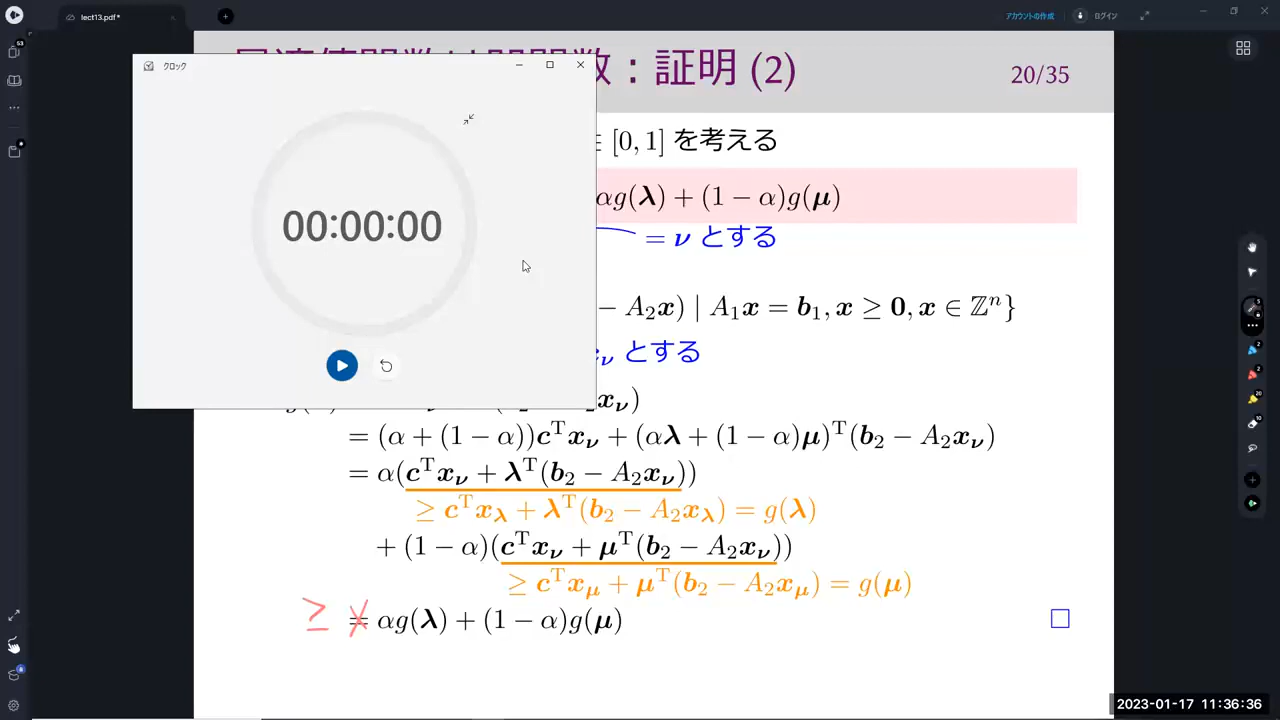 lect13.pdf*
アカウントの作成
ログイン
クロック
00:00:00
関数：証明 (2)
20/35
[0, 1] を考える
αg(λ) + (1 − α)g(μ)
= ν とする
− A₂x) | A₁x = b₁, x ≥ 0, x ∈ ℤⁿ}
とする
= (α + (1 − α))cᵀx_ν + (αλ + (1 − α)μ)ᵀ(b₂ − A₂x_ν)
= α(cᵀx_ν + λᵀ(b₂ − A₂x_ν))
≥ cᵀx_λ + λᵀ(b₂ − A₂x_λ) = g(λ)
+ (1 − α)(cᵀx_ν + μᵀ(b₂ − A₂x_ν))
≥ cᵀx_μ + μᵀ(b₂ − A₂x_μ) = g(μ)
≥ = αg(λ) + (1 − α)g(μ)
□
2023-01-17 11:36:36